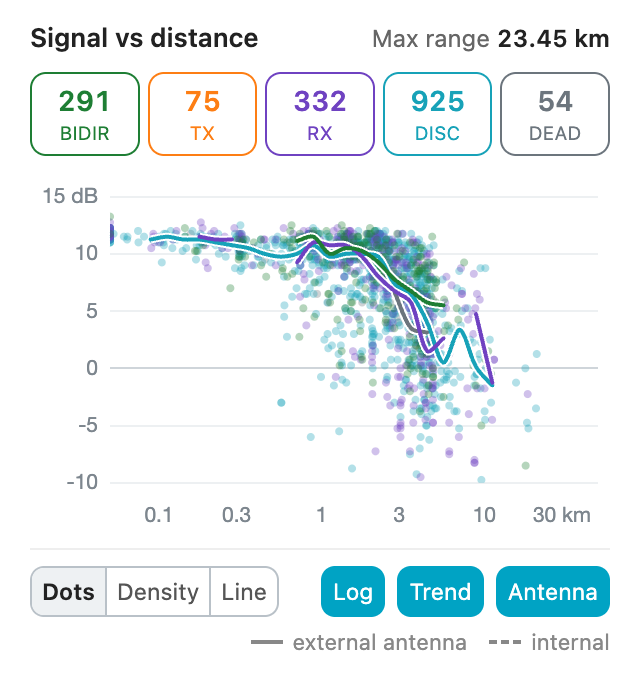 Signal vs distance Max range 23.45 km
291 75 332 925 54
BIDIR TX RX DISC DEAD
15 dB
10
5
0
-5
-10
0.1 0.3 1 3 10 30 km
Dots Density Line Log Trend Antenna
external antenna internal